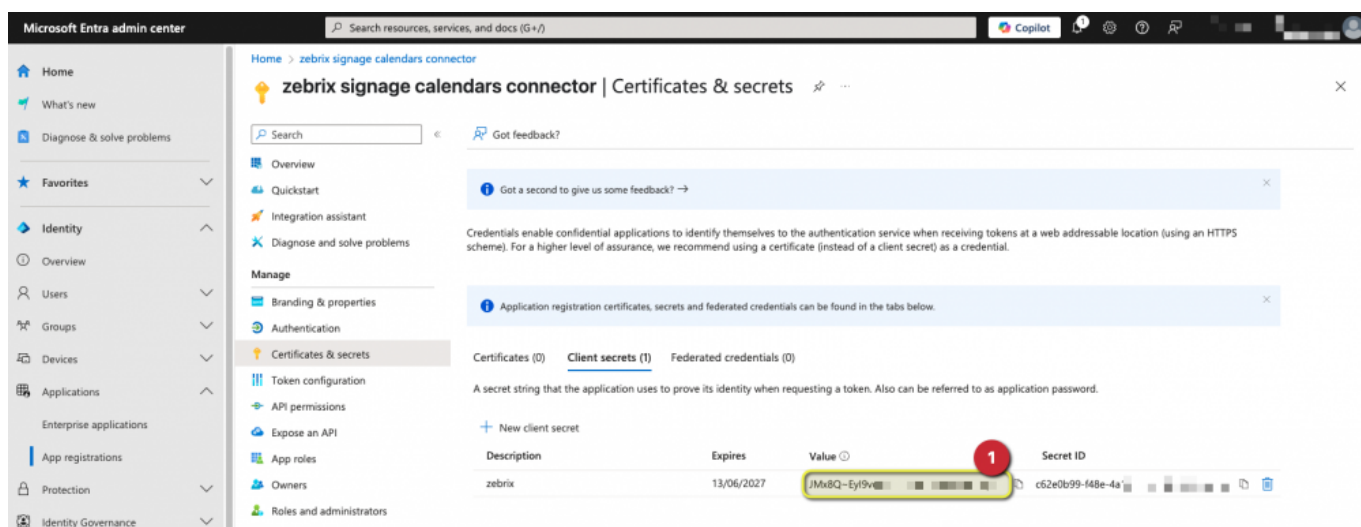 Microsoft Entra admin center
Search resources, services, and docs (G+/)
Copilot
1
Home
What's new
Diagnose & solve problems
Favorites
Identity
Overview
Users
Groups
Devices
Applications
Enterprise applications
App registrations
Protection
Identity Governance
Home > zebrix signage calendars connector
zebrix signage calendars connector | Certificates & secrets
Search
Overview
Quickstart
Integration assistant
Diagnose and solve problems
Manage
Branding & properties
Authentication
Certificates & secrets
Token configuration
API permissions
Expose an API
App roles
Owners
Roles and administrators
Got feedback?
Got a second to give us some feedback? →
Credentials enable confidential applications to identify themselves to the authentication service when receiving tokens at a web addressable location (using an HTTPS
scheme). For a higher level of assurance, we recommend using a certificate (instead of a client secret) as a credential.
Application registration certificates, secrets and federated credentials can be found in the tabs below.
Certificates (0) Client secrets (1) Federated credentials (0)
A secret string that the application uses to prove its identity when requesting a token. Also can be referred to as application password.
+ New client secret
Description Expires Value 1 Secret ID
zebrix 13/06/2027 c62e0b99-f48e-4a